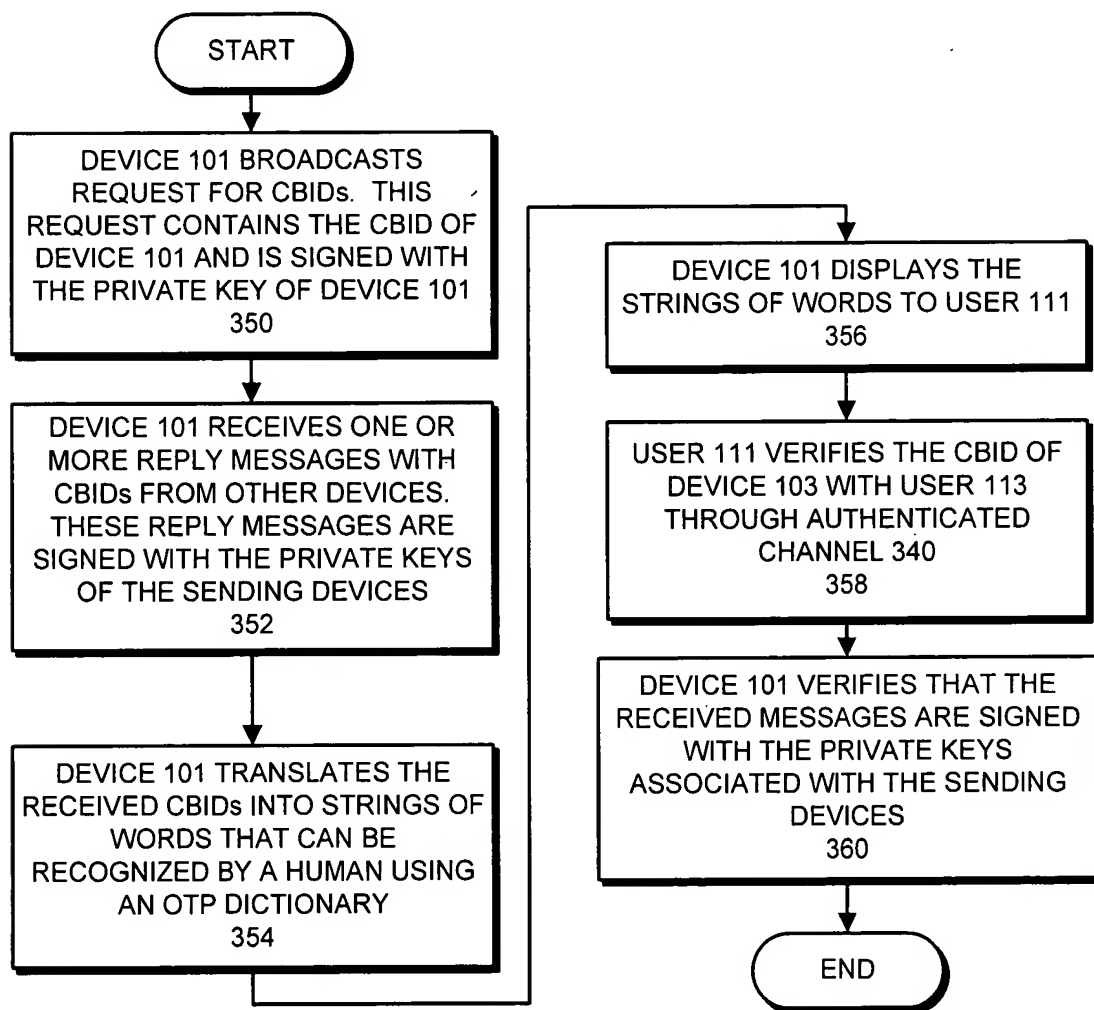 START
DEVICE 101 BROADCASTS
REQUEST FOR CBIDs. THIS
REQUEST CONTAINS THE CBID OF
DEVICE 101 AND IS SIGNED WITH
THE PRIVATE KEY OF DEVICE 101
350
DEVICE 101 RECEIVES ONE OR
MORE REPLY MESSAGES WITH
CBIDs FROM OTHER DEVICES.
THESE REPLY MESSAGES ARE
SIGNED WITH THE PRIVATE KEYS
OF THE SENDING DEVICES
352
DEVICE 101 TRANSLATES THE
RECEIVED CBIDs INTO STRINGS OF
WORDS THAT CAN BE
RECOGNIZED BY A HUMAN USING
AN OTP DICTIONARY
354
DEVICE 101 DISPLAYS THE
STRINGS OF WORDS TO USER 111
356
USER 111 VERIFIES THE CBID OF
DEVICE 103 WITH USER 113
THROUGH AUTHENTICATED
CHANNEL 340
358
DEVICE 101 VERIFIES THAT THE
RECEIVED MESSAGES ARE SIGNED
WITH THE PRIVATE KEYS
ASSOCIATED WITH THE SENDING
DEVICES
360
END